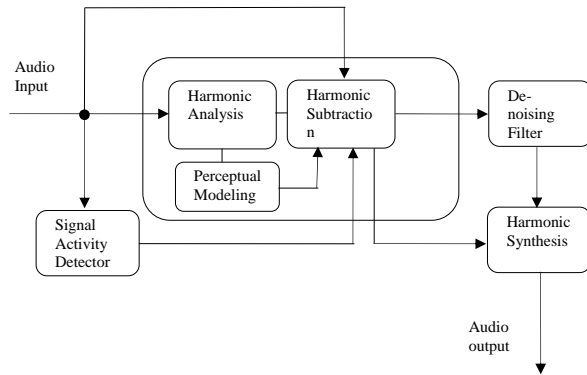 Audio
Input
Harmonic
Analysis
Harmonic
Subtractio
n
De-
noising
Filter
Perceptual
Modeling
Signal
Activity
Detector
Harmonic
Synthesis
Audio
output